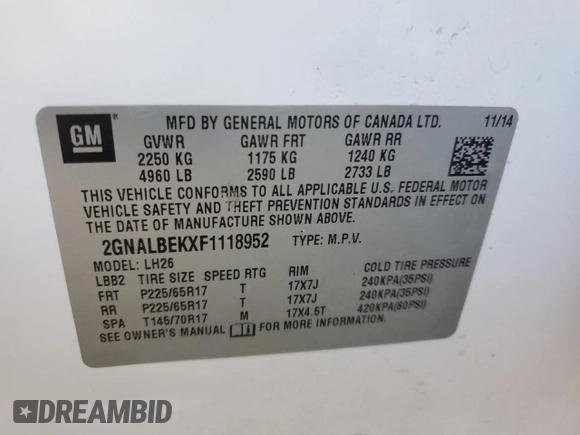 GM
MFD BY GENERAL MOTORS OF CANADA LTD. 11/14
GVWR GAWR FRT GAWR RR
2250 KG 1175 KG 1240 KG
4960 LB 2590 LB 2733 LB
THIS VEHICLE CONFORMS TO ALL APPLICABLE U.S. FEDERAL MOTOR
VEHICLE SAFETY AND THEFT PREVENTION STANDARDS IN EFFECT ON
THE DATE OF MANUFACTURE SHOWN ABOVE.
2GNALBEKXF1118952 TYPE: M.P.V.
MODEL: LH26
LBB2 TIRE SIZE SPEED RTG RIM COLD TIRE PRESSURE
FRT P225/65R17 T 17X7J 240KPA(35PSI)
RR P225/65R17 T 17X7J 240KPA(35PSI)
SPA T145/70R17 M 17X4.5T 420KPA(60PSI)
SEE OWNER'S MANUAL FOR MORE INFORMATION
DREAMBID